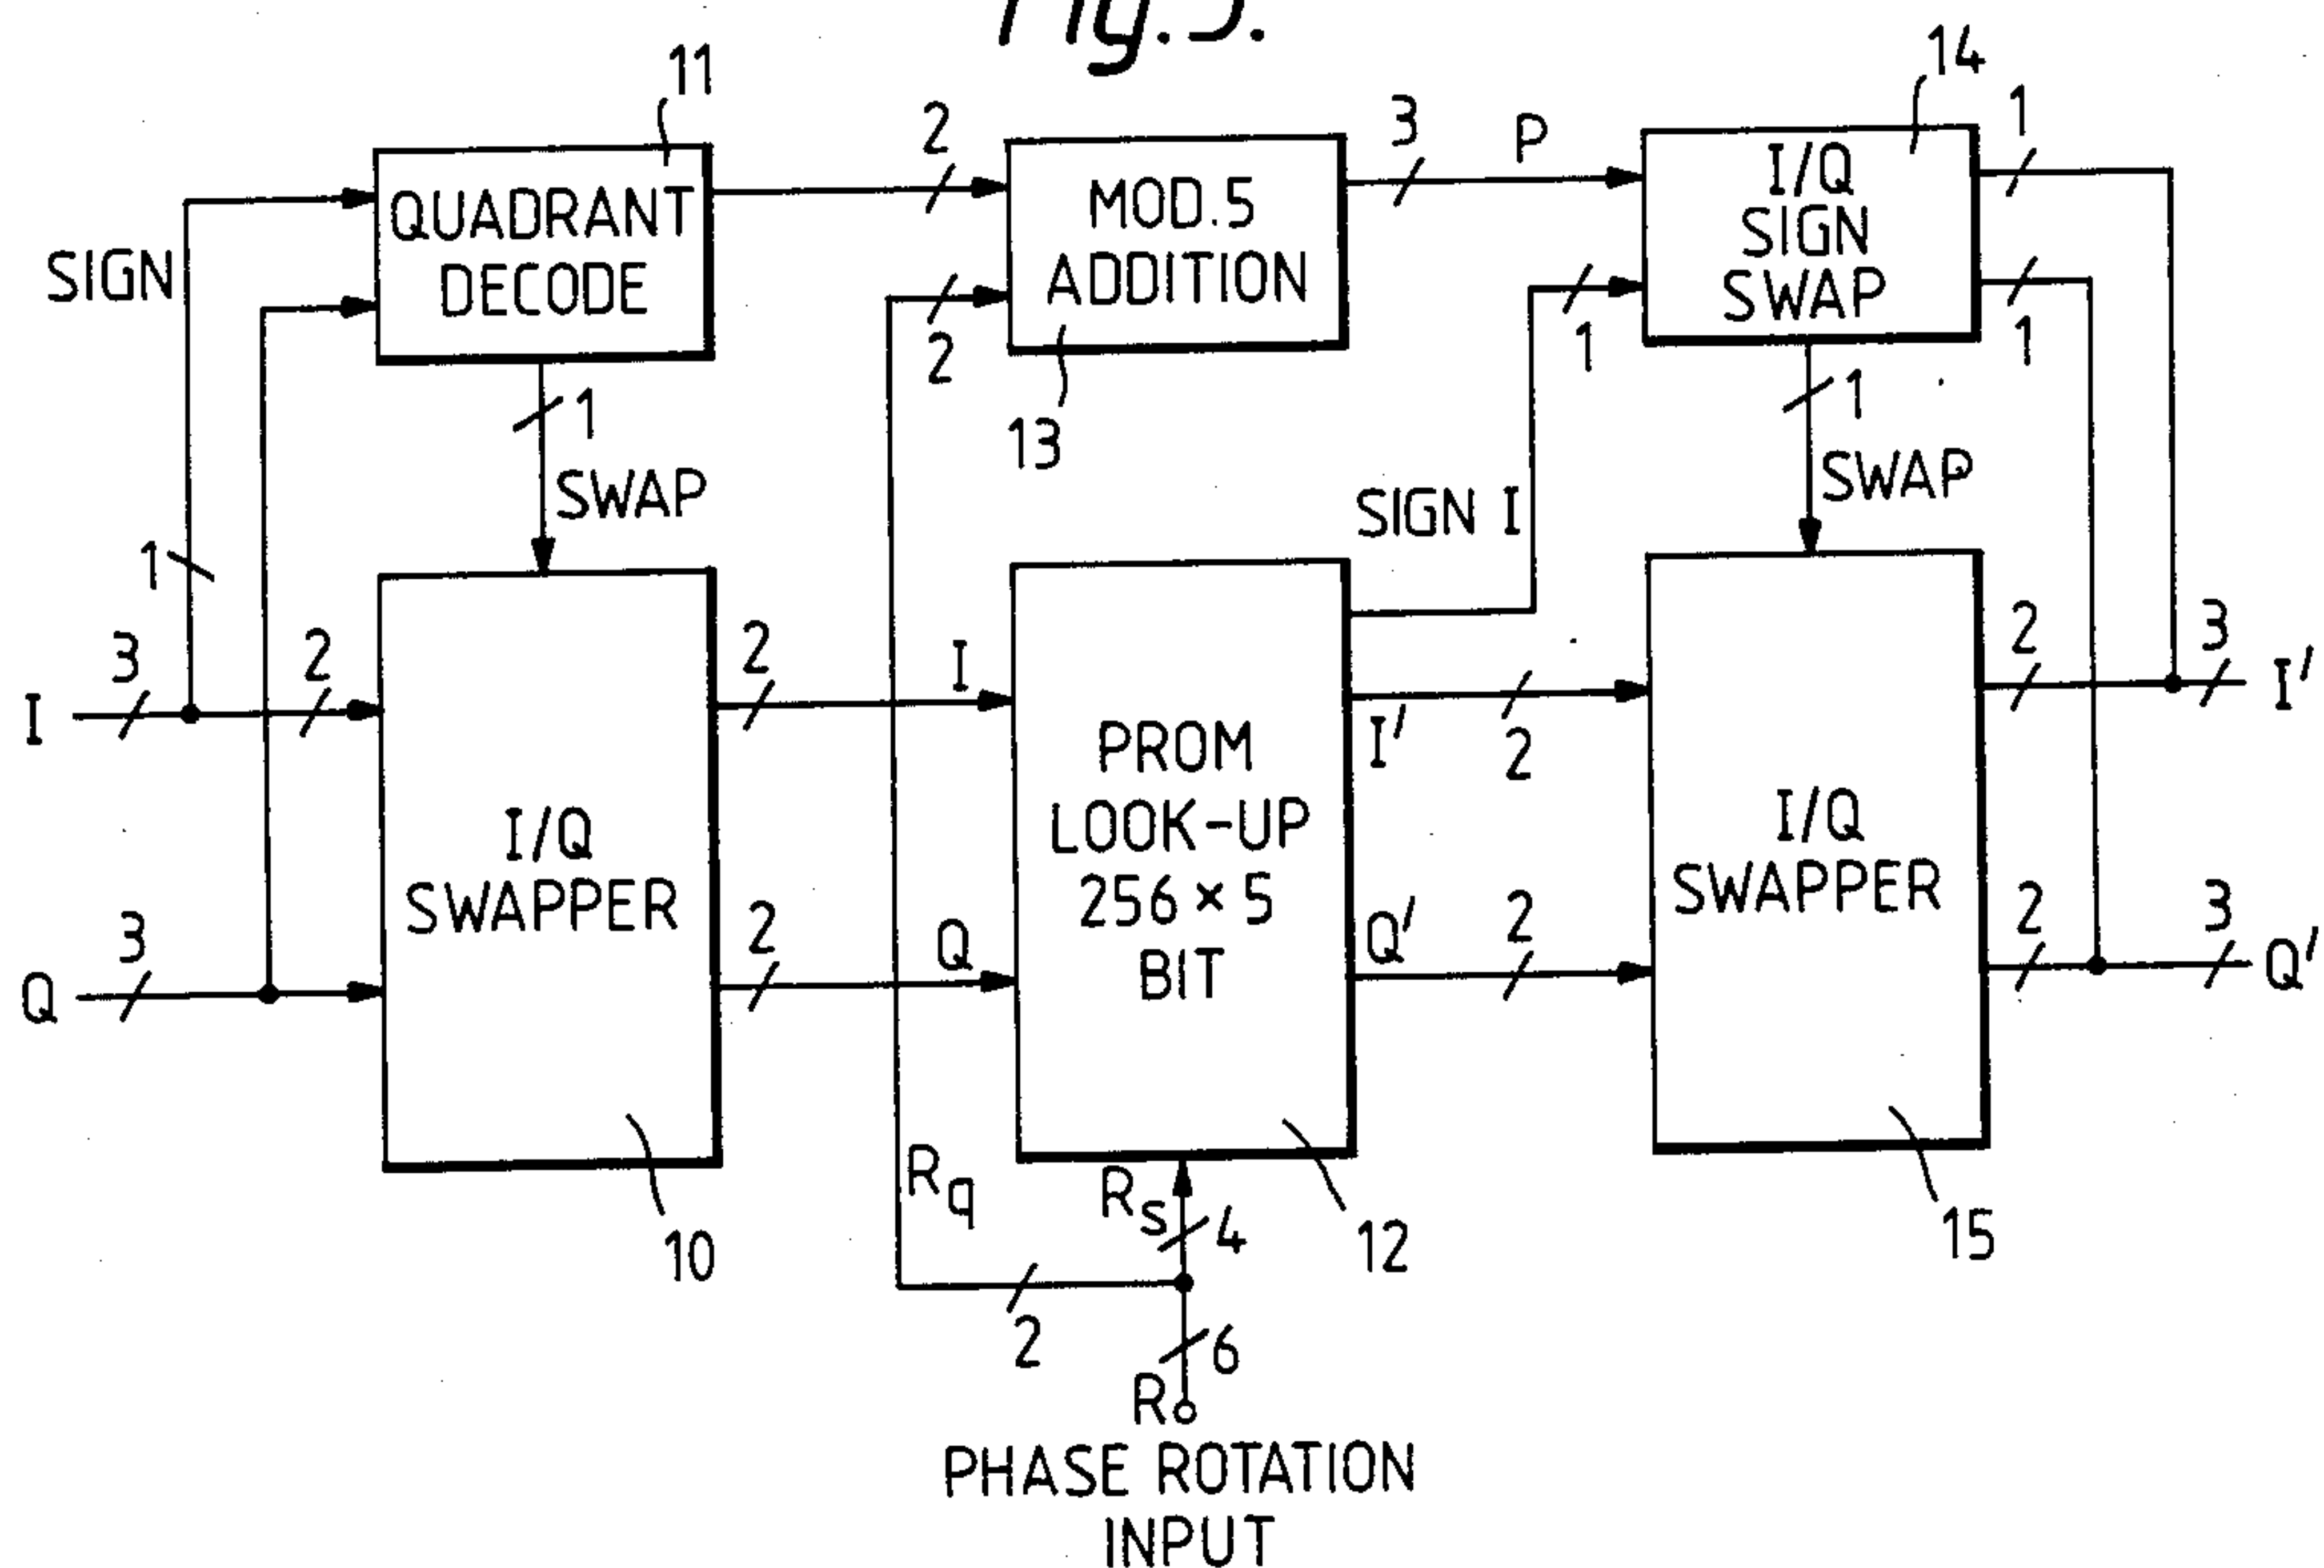 Fig.5.
11
14
2
3
P
1
QUADRANT
DECODE
MOD.5
ADDITION
I/Q
SIGN
SWAP
SIGN
2
1
1
1
13
1
SWAP
SWAP
SIGN I
1
3
2
2
I
2
3
I
I'
2
I'
PROM
LOOK-UP
256 × 5
BIT
I/Q
SWAPPER
I/Q
SWAPPER
3
2
Q
Q'
2
2
3
Q
Q'
Rq
Rs
4
10
12
15
2
6
R
PHASE ROTATION
INPUT